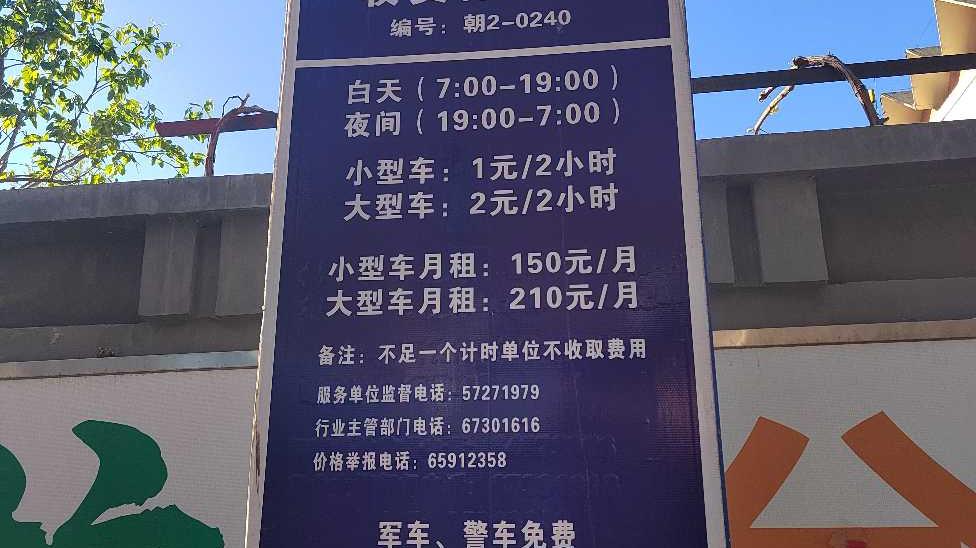 编号：朝2-0240
白天（7:00-19:00）
夜间（19:00-7:00）
小型车：1元/2小时
大型车：2元/2小时
小型车月租：150元/月
大型车月租：210元/月
备注：不足一个计时单位不收取费用
服务单位监督电话：57271979
行业主管部门电话：67301616
价格举报电话：65912358
军车、警车免费